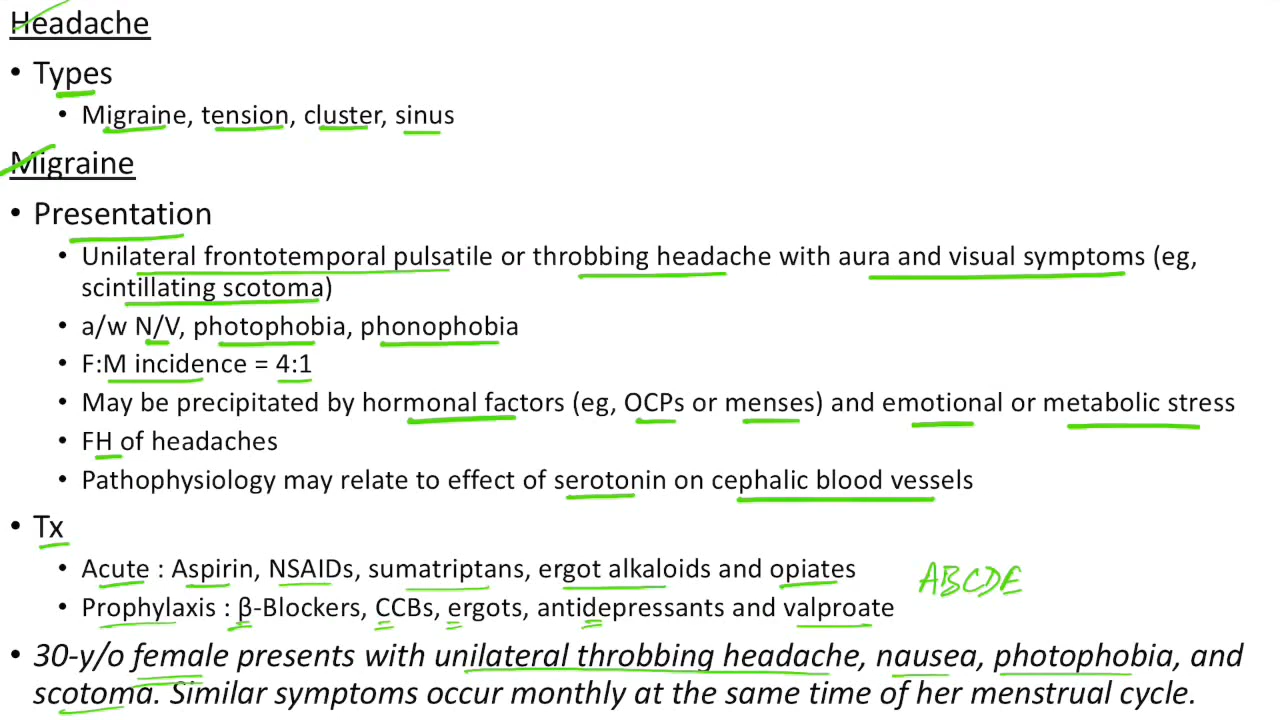 Headache
• Types
• Migraine, tension, cluster, sinus
Migraine
• Presentation
• Unilateral frontotemporal pulsatile or throbbing headache with aura and visual symptoms (eg,
scintillating scotoma)
• a/w N/V, photophobia, phonophobia
• F:M incidence = 4:1
• May be precipitated by hormonal factors (eg, OCPs or menses) and emotional or metabolic stress
• FH of headaches
• Pathophysiology may relate to effect of serotonin on cephalic blood vessels
• Tx
• Acute : Aspirin, NSAIDs, sumatriptans, ergot alkaloids and opiates
ABCDE
• Prophylaxis : β-Blockers, CCBs, ergots, antidepressants and valproate
• 30-y/o female presents with unilateral throbbing headache, nausea, photophobia, and
scotoma. Similar symptoms occur monthly at the same time of her menstrual cycle.